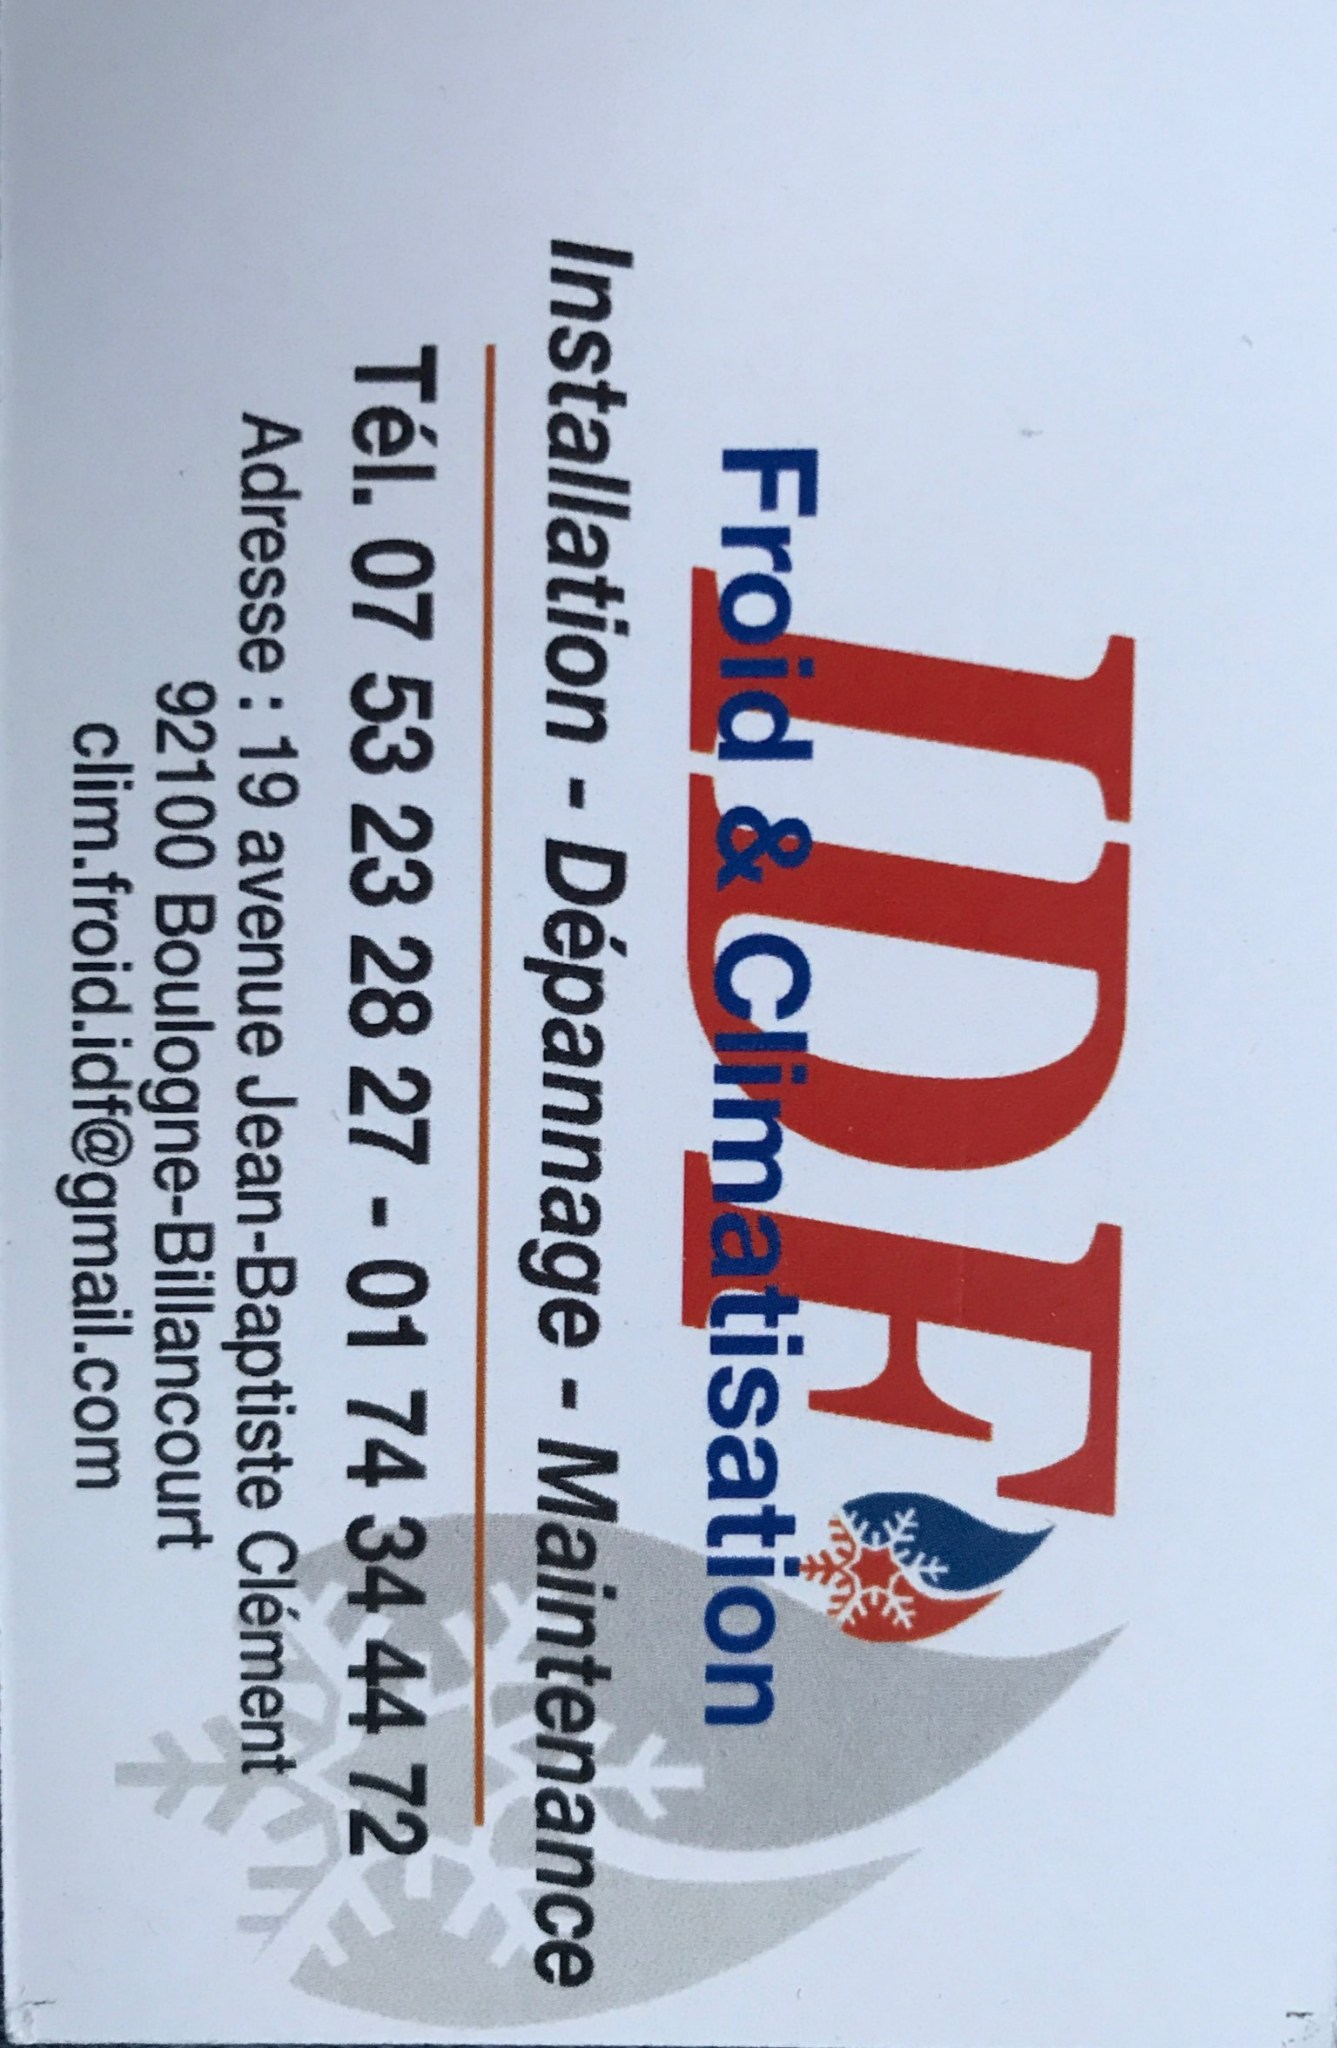 IDF
Froid & Climatisation
Installation - Dépannage - Maintenance
Tél. 07 53 23 28 27 - 01 74 34 44 72
Adresse : 19 avenue Jean-Baptiste Clément
92100 Boulogne-Billancourt
clim.froid.idf@gmail.com